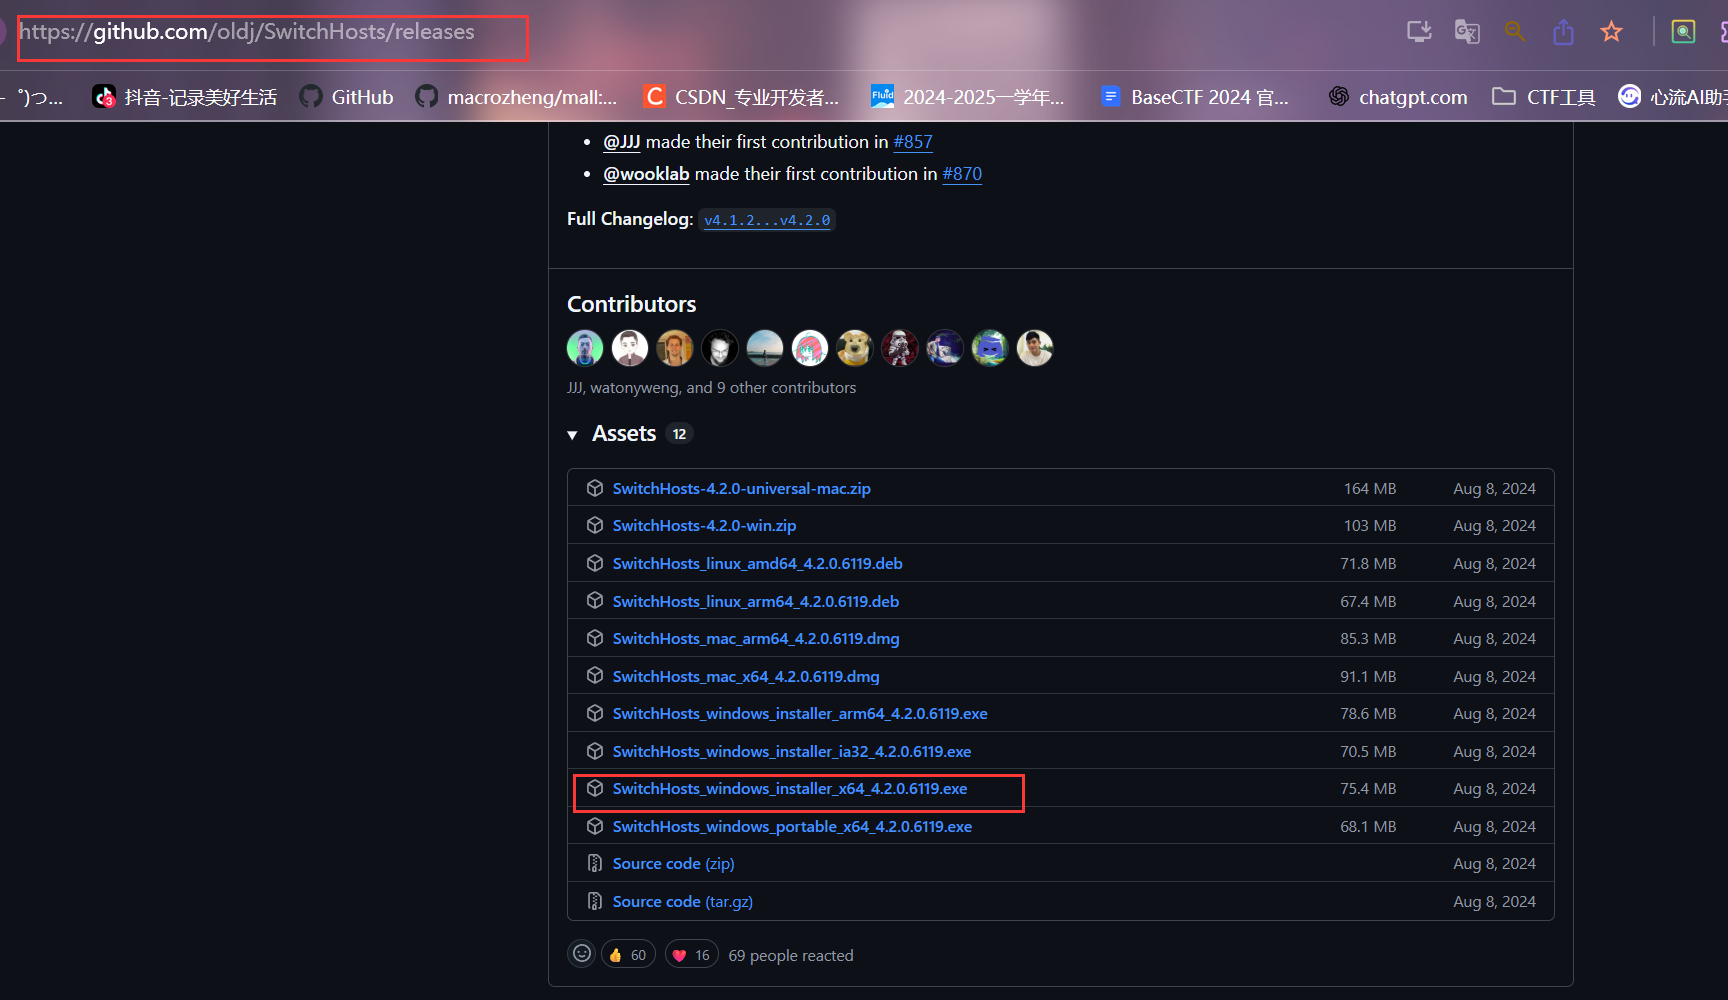 https://github.com/oldj/SwitchHosts/releases
- ゜)つ... 抖音-记录美好生活 GitHub macrozheng/mall:... CSDN_专业开发者... Fluid 2024-2025一学年... BaseCTF 2024 官... chatgpt.com CTF工具 心流AI助手
@JJJ made their first contribution in #857
@wooklab made their first contribution in #870
Full Changelog: v4.1.2...v4.2.0
Contributors
JJJ, watonyweng, and 9 other contributors
Assets 12
SwitchHosts-4.2.0-universal-mac.zip 164 MB Aug 8, 2024
SwitchHosts-4.2.0-win.zip 103 MB Aug 8, 2024
SwitchHosts_linux_amd64_4.2.0.6119.deb 71.8 MB Aug 8, 2024
SwitchHosts_linux_arm64_4.2.0.6119.deb 67.4 MB Aug 8, 2024
SwitchHosts_mac_arm64_4.2.0.6119.dmg 85.3 MB Aug 8, 2024
SwitchHosts_mac_x64_4.2.0.6119.dmg 91.1 MB Aug 8, 2024
SwitchHosts_windows_installer_arm64_4.2.0.6119.exe 78.6 MB Aug 8, 2024
SwitchHosts_windows_installer_ia32_4.2.0.6119.exe 70.5 MB Aug 8, 2024
SwitchHosts_windows_installer_x64_4.2.0.6119.exe 75.4 MB Aug 8, 2024
SwitchHosts_windows_portable_x64_4.2.0.6119.exe 68.1 MB Aug 8, 2024
Source code (zip) Aug 8, 2024
Source code (tar.gz) Aug 8, 2024
60 16 69 people reacted